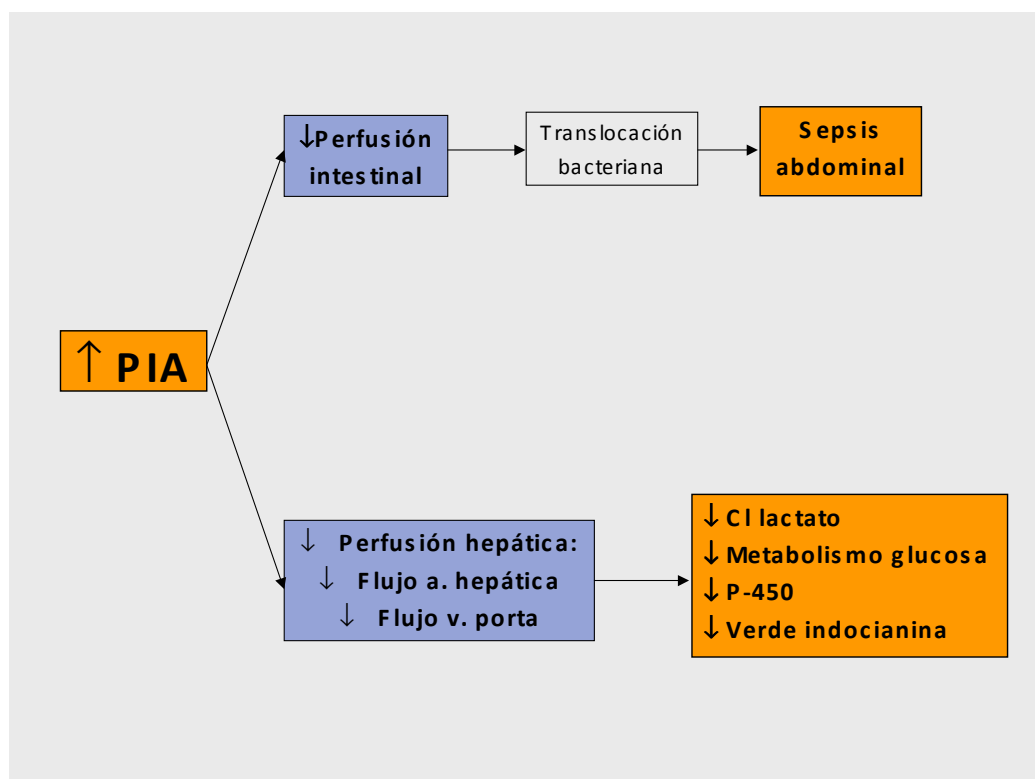 ↓Perfusión
intestinal
Translocación
bacteriana
Sepsis
abdominal
↑ PIA
↓ Perfusión hepática:
↓ Flujo a. hepática
↓ Flujo v. porta
↓ Cl lactato
↓ Metabolismo glucosa
↓ P-450
↓ Verde indocianina